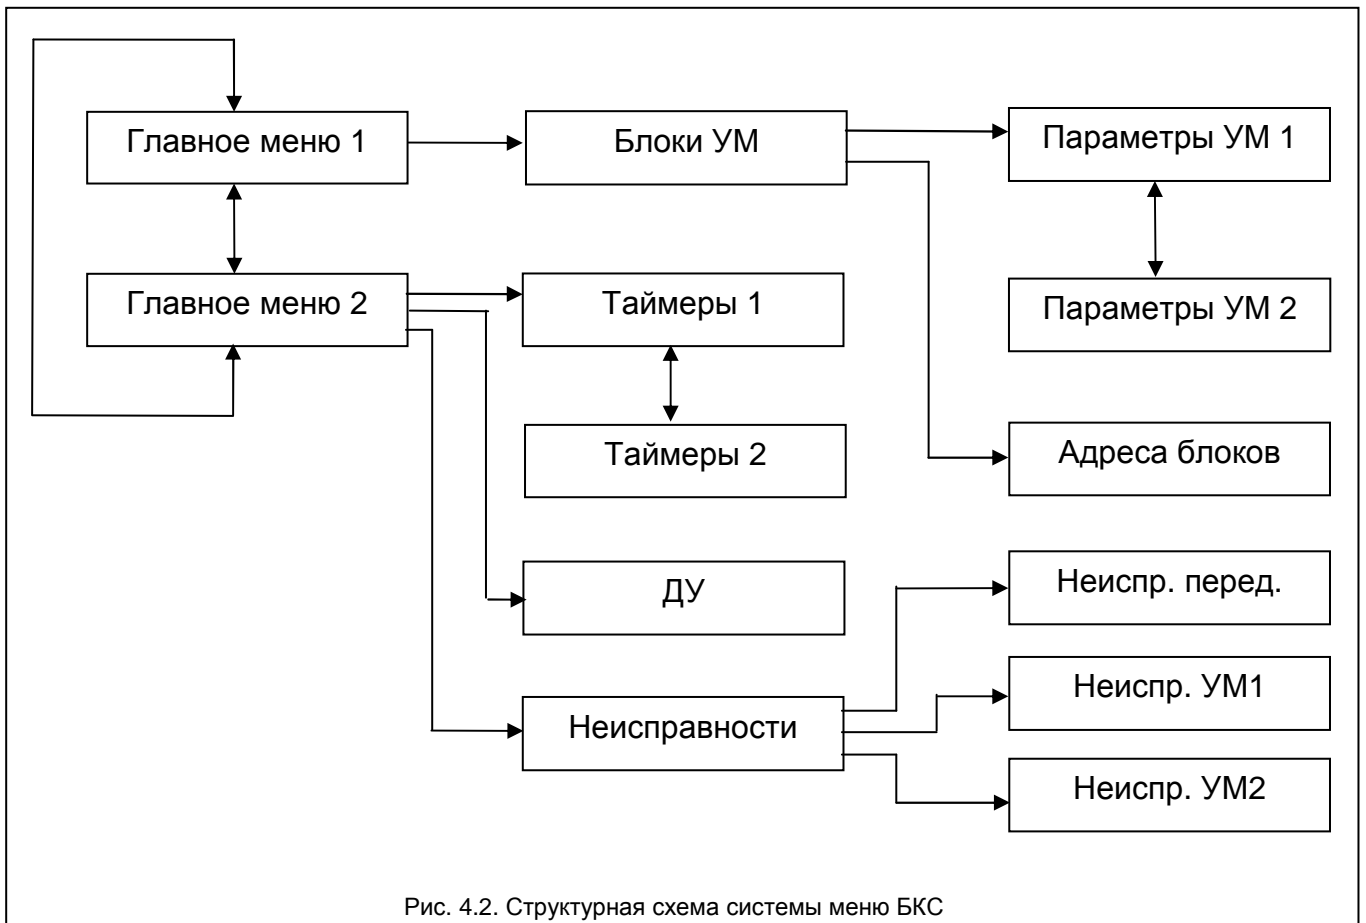 Главное меню 1
Блоки УМ
Параметры УМ 1
Главное меню 2
Таймеры 1
Параметры УМ 2
Таймеры 2
Адреса блоков
ДУ
Неиспр. перед.
Неисправности
Неиспр. УМ1
Неиспр. УМ2
Рис. 4.2. Структурная схема системы меню БКС